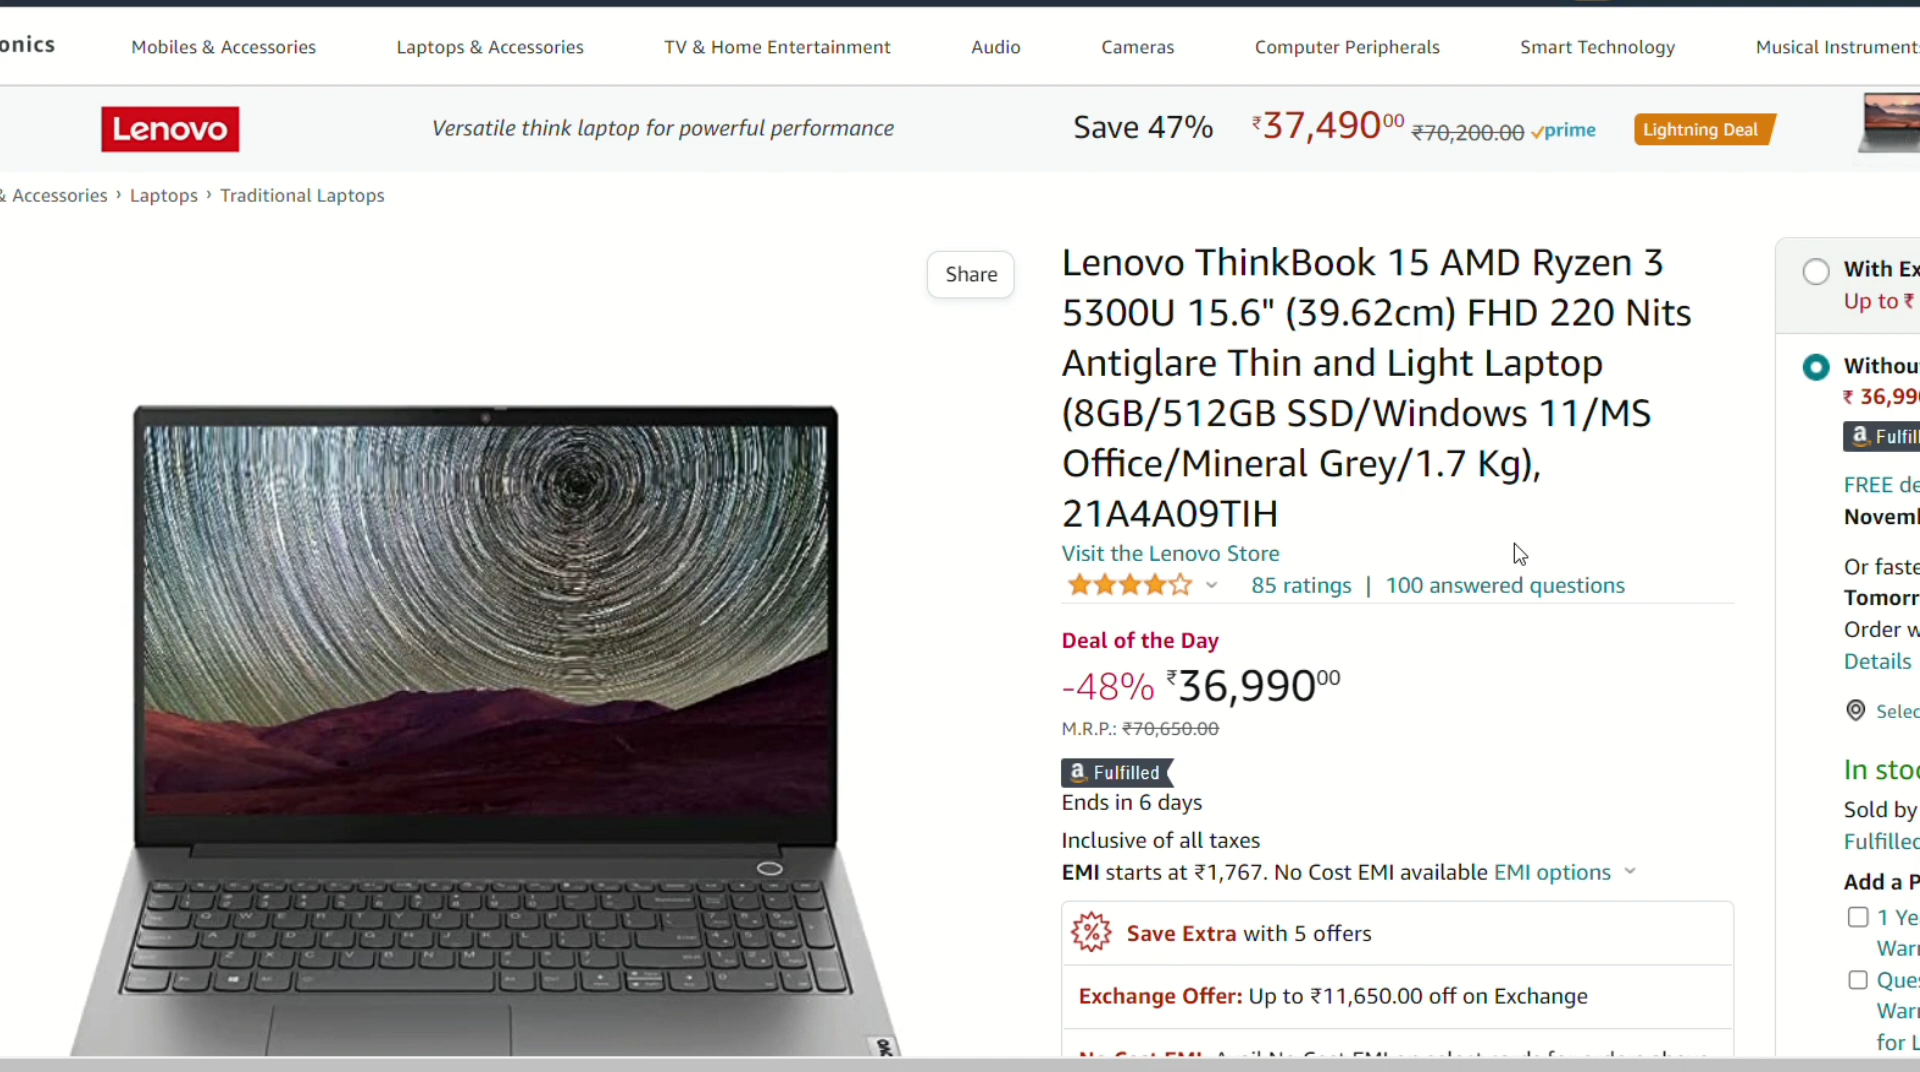 onics
Mobiles & Accessories
Laptops & Accessories
TV & Home Entertainment
Audio
Cameras
Computer Peripherals
Smart Technology
Musical Instrument
Lenovo
Versatile think laptop for powerful performance
Save 47%
₹37,49000 ₹70,200.00 prime
Lightning Deal
& Accessories › Laptops › Traditional Laptops
Share
Lenovo ThinkBook 15 AMD Ryzen 3
5300U 15.6" (39.62cm) FHD 220 Nits
Antiglare Thin and Light Laptop
(8GB/512GB SSD/Windows 11/MS
Office/Mineral Grey/1.7 Kg),
21A4A09TIH
Visit the Lenovo Store
85 ratings | 100 answered questions
Deal of the Day
-48% ₹36,99000
M.R.P.: ₹70,650.00
a Fulfilled
Ends in 6 days
Inclusive of all taxes
EMI starts at ₹1,767. No Cost EMI available EMI options
% Save Extra with 5 offers
Exchange Offer: Up to ₹11,650.00 off on Exchange
With Ex
Up to ₹
Withou
₹ 36,990
a Fulfill
FREE de
Novem
Or faste
Tomorr
Order w
Details
Selec
In sto
Sold by
Fulfilled
Add a P
1 Ye
Warr
Ques
Warr
for L